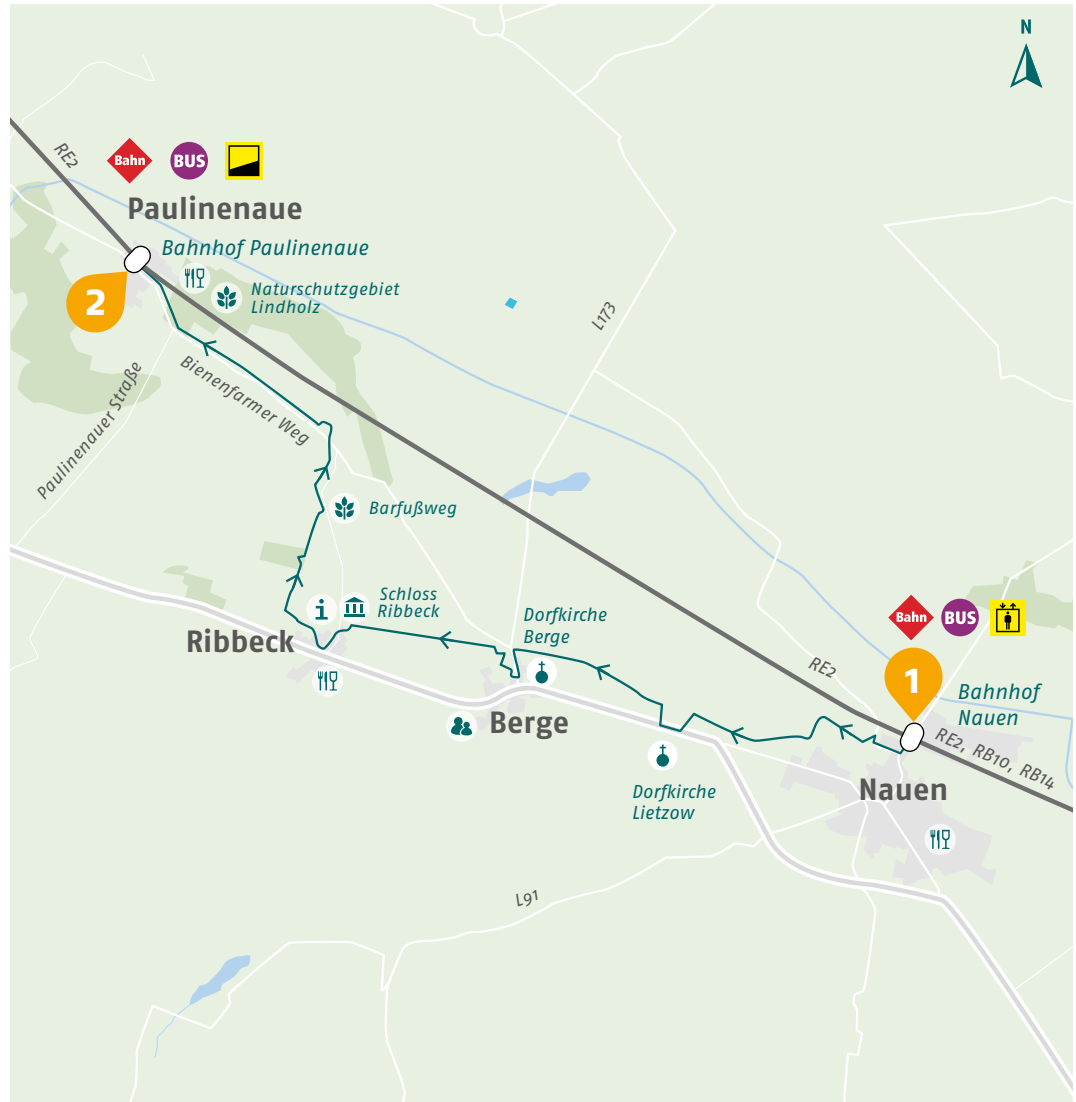 N
RE2
Bahn
BUS
Paulinenaue
Bahnhof Paulinenaue
2
Naturschutzgebiet
Lindholz
L173
Bienenfarmer Weg
Paulinenauer Straße
Barfußweg
i
Schloss
Ribbeck
Ribbeck
Dorfkirche
Berge
Berge
Bahn
BUS
RE2
1
Bahnhof
Nauen
RE2, RB10, RB14
Nauen
Dorfkirche
Lietzow
L91